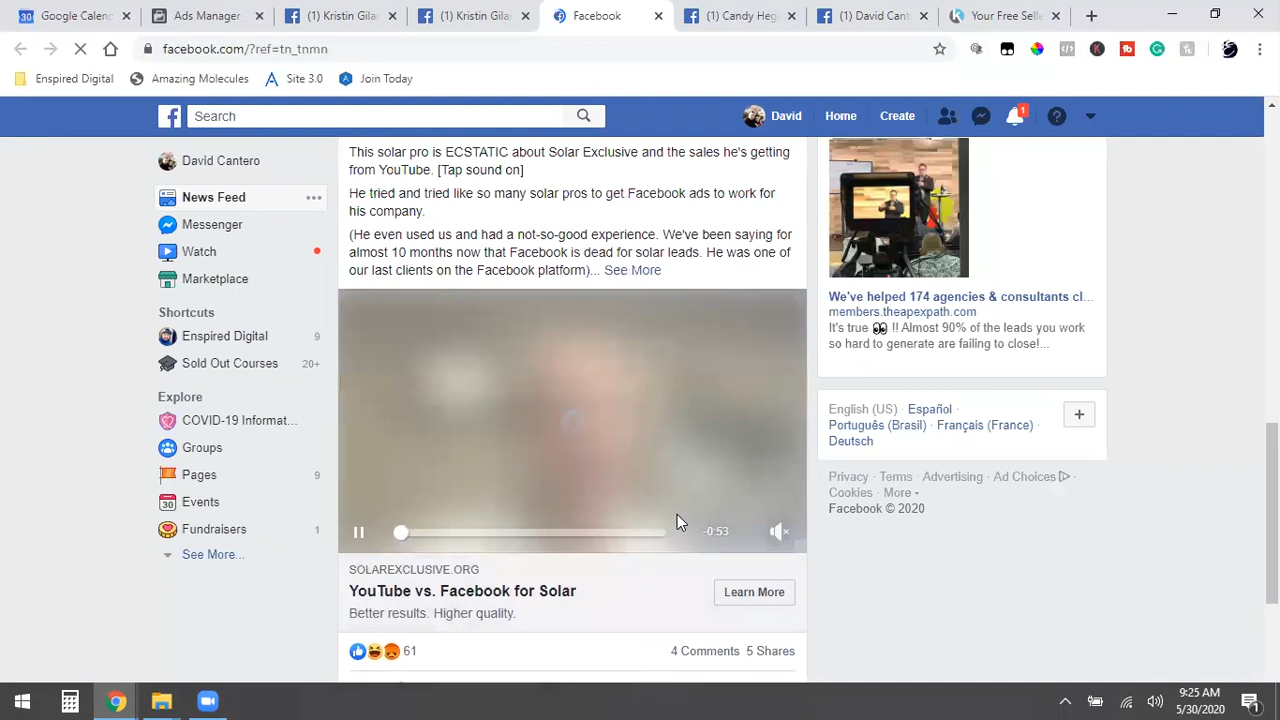 Google Calen
Ads Manager
(1) Kristin Gilar
(1) Kristin Gilar
Facebook
(1) Candy Heg
(1) David Cant
Your Free Selle
facebook.com/?ref=tn_tnmn
Enspired Digital
Amazing Molecules
Site 3.0
Join Today
Search
David
Home
Create
1
David Cantero
News Feed
Messenger
Watch
Marketplace
Shortcuts
Enspired Digital 9
Sold Out Courses 20+
Explore
COVID-19 Informat...
Groups
Pages 9
Events
Fundraisers 1
See More...
This solar pro is ECSTATIC about Solar Exclusive and the sales he's getting
from YouTube. [Tap sound on]
He tried and tried like so many solar pros to get Facebook ads to work for
his company.
(He even used us and had a not-so-good experience. We've been saying for
almost 10 months now that Facebook is dead for solar leads. He was one of
our last clients on the Facebook platform)... See More
-0:53
SOLAREXCLUSIVE.ORG
YouTube vs. Facebook for Solar
Better results. Higher quality.
Learn More
61
4 Comments 5 Shares
We've helped 174 agencies & consultants cl...
members.theapexpath.com
It's true 👀 !! Almost 90% of the leads you work
so hard to generate are failing to close!...
English (US) · Español ·
Português (Brasil) · Français (France) ·
Deutsch
Privacy · Terms · Advertising · Ad Choices ·
Cookies · More
Facebook © 2020
9:25 AM
5/30/2020
1